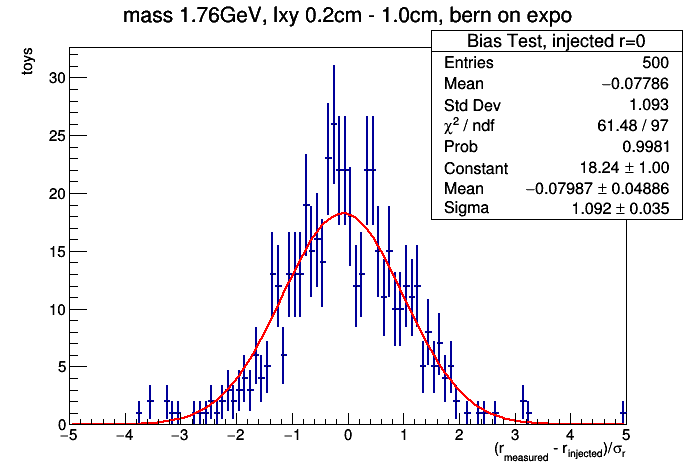 mass 1.76GeV, lxy 0.2cm - 1.0cm, bern on expo
Bias Test, injected r=0
Entries 500
Mean −0.07786
Std Dev 1.093
χ² / ndf 61.48 / 97
Prob 0.9981
Constant 18.24 ± 1.00
Mean −0.07987 ± 0.04886
Sigma 1.092 ± 0.035
toys
30
25
20
15
10
5
0
−5 −4 −3 −2 −1 0 1 2 3 4 5
(r_measured - r_injected)/σ_r